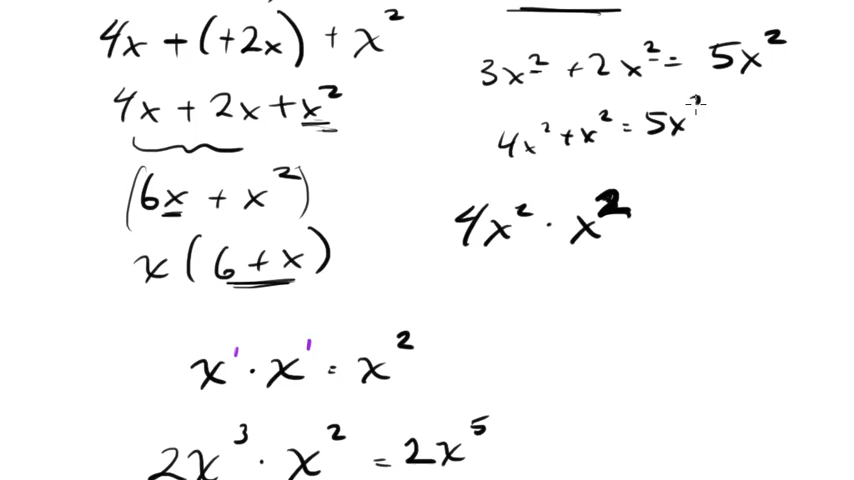 4x + (+2x) + x²
4x + 2x + x²
(6x + x²)
x(6 + x)
3x² + 2x² = 5x²
4x² + x² = 5x²
4x² · x²
x¹ · x¹ = x²
2x³ · x² = 2x⁵